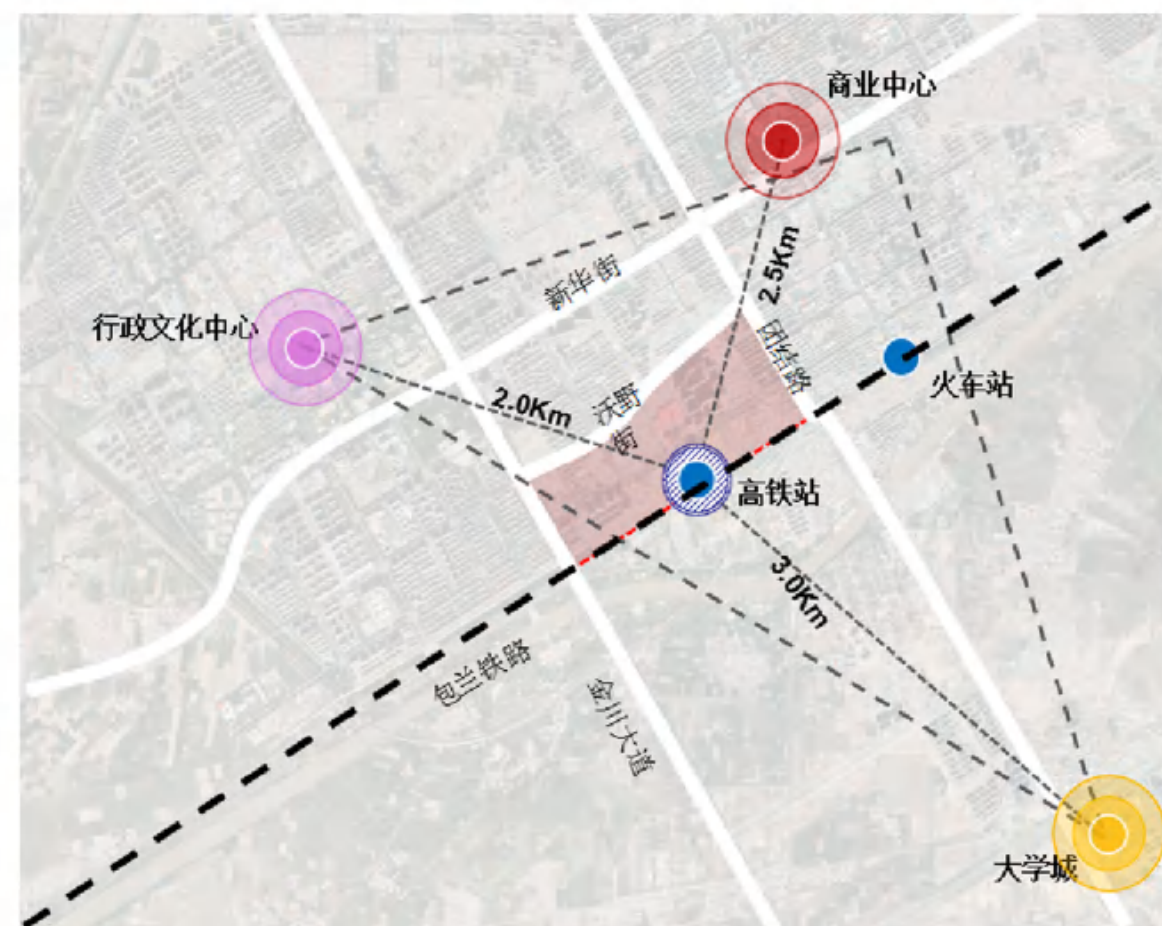 商业中心
2.5Km
新华街
行政文化中心
团结路
火车站
2.0Km
沃野
街
高铁站
3.0Km
包兰铁路
金川大道
大学城